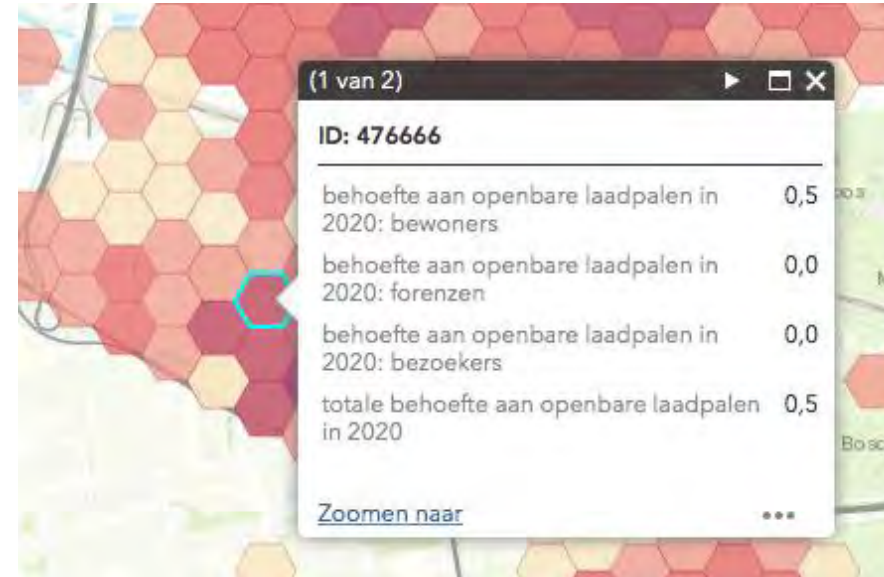 (1 van 2)
ID: 476666
behoefte aan openbare laadpalen in 0,5
2020: bewoners
behoefte aan openbare laadpalen in 0,0
2020: forenzen
behoefte aan openbare laadpalen in 0,0
2020: bezoekers
totale behoefte aan openbare laadpalen 0,5
in 2020
Zoomen naar